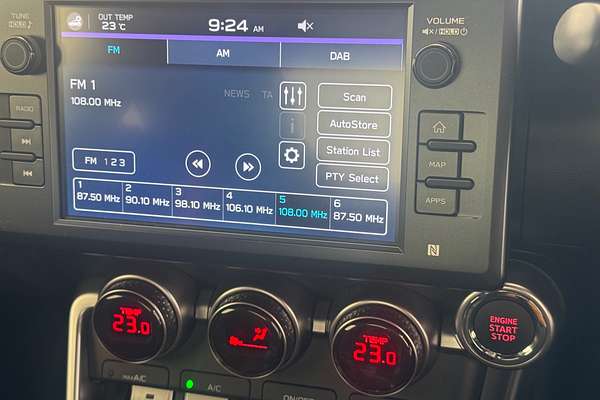 TUNE
HOLD
OUT TEMP
23 °C
9:24 AM
VOLUME
HOLD
FM
AM
DAB
FM 1
108.00 MHz
NEWS
TA
Scan
AutoStore
Station List
PTY Select
FM 1 2 3
1
87.50 MHz
2
90.10 MHz
3
98.10 MHz
4
106.10 MHz
5
108.00 MHz
6
87.50 MHz
RADIO
MAP
APPS
TEMP
23.0
TEMP
23.0
ENGINE
START
STOP
A/C
A/C
ON/OFF